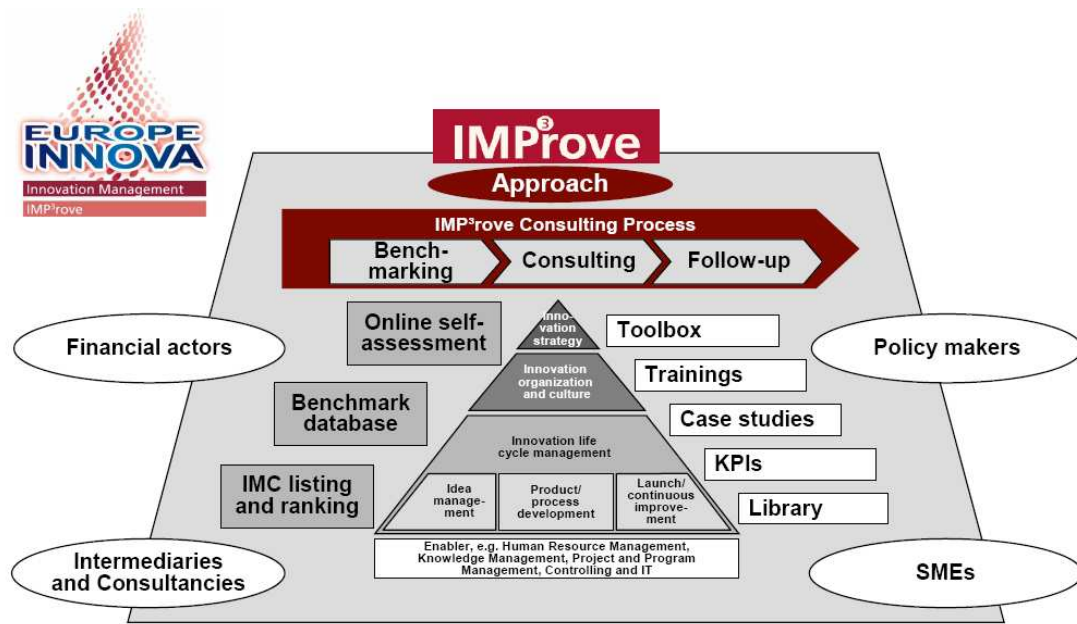 EUROPE
INNOVA
Innovation Management
IMP³rove
IMP³rove
Approach
IMP³rove Consulting Process
Bench-
marking
Consulting
Follow-up
Online self-
assessment
Inno-
vation
strategy
Toolbox
Financial actors
Policy makers
Innovation
organization
and culture
Trainings
Benchmark
database
Case studies
Innovation life
cycle management
KPIs
IMC listing
and ranking
Idea
manage-
ment
Product/
process
development
Launch/
continuous
improve-
ment
Library
Enabler, e.g. Human Resource Management,
Knowledge Management, Project and Program
Management, Controlling and IT
Intermediaries
and Consultancies
SMEs